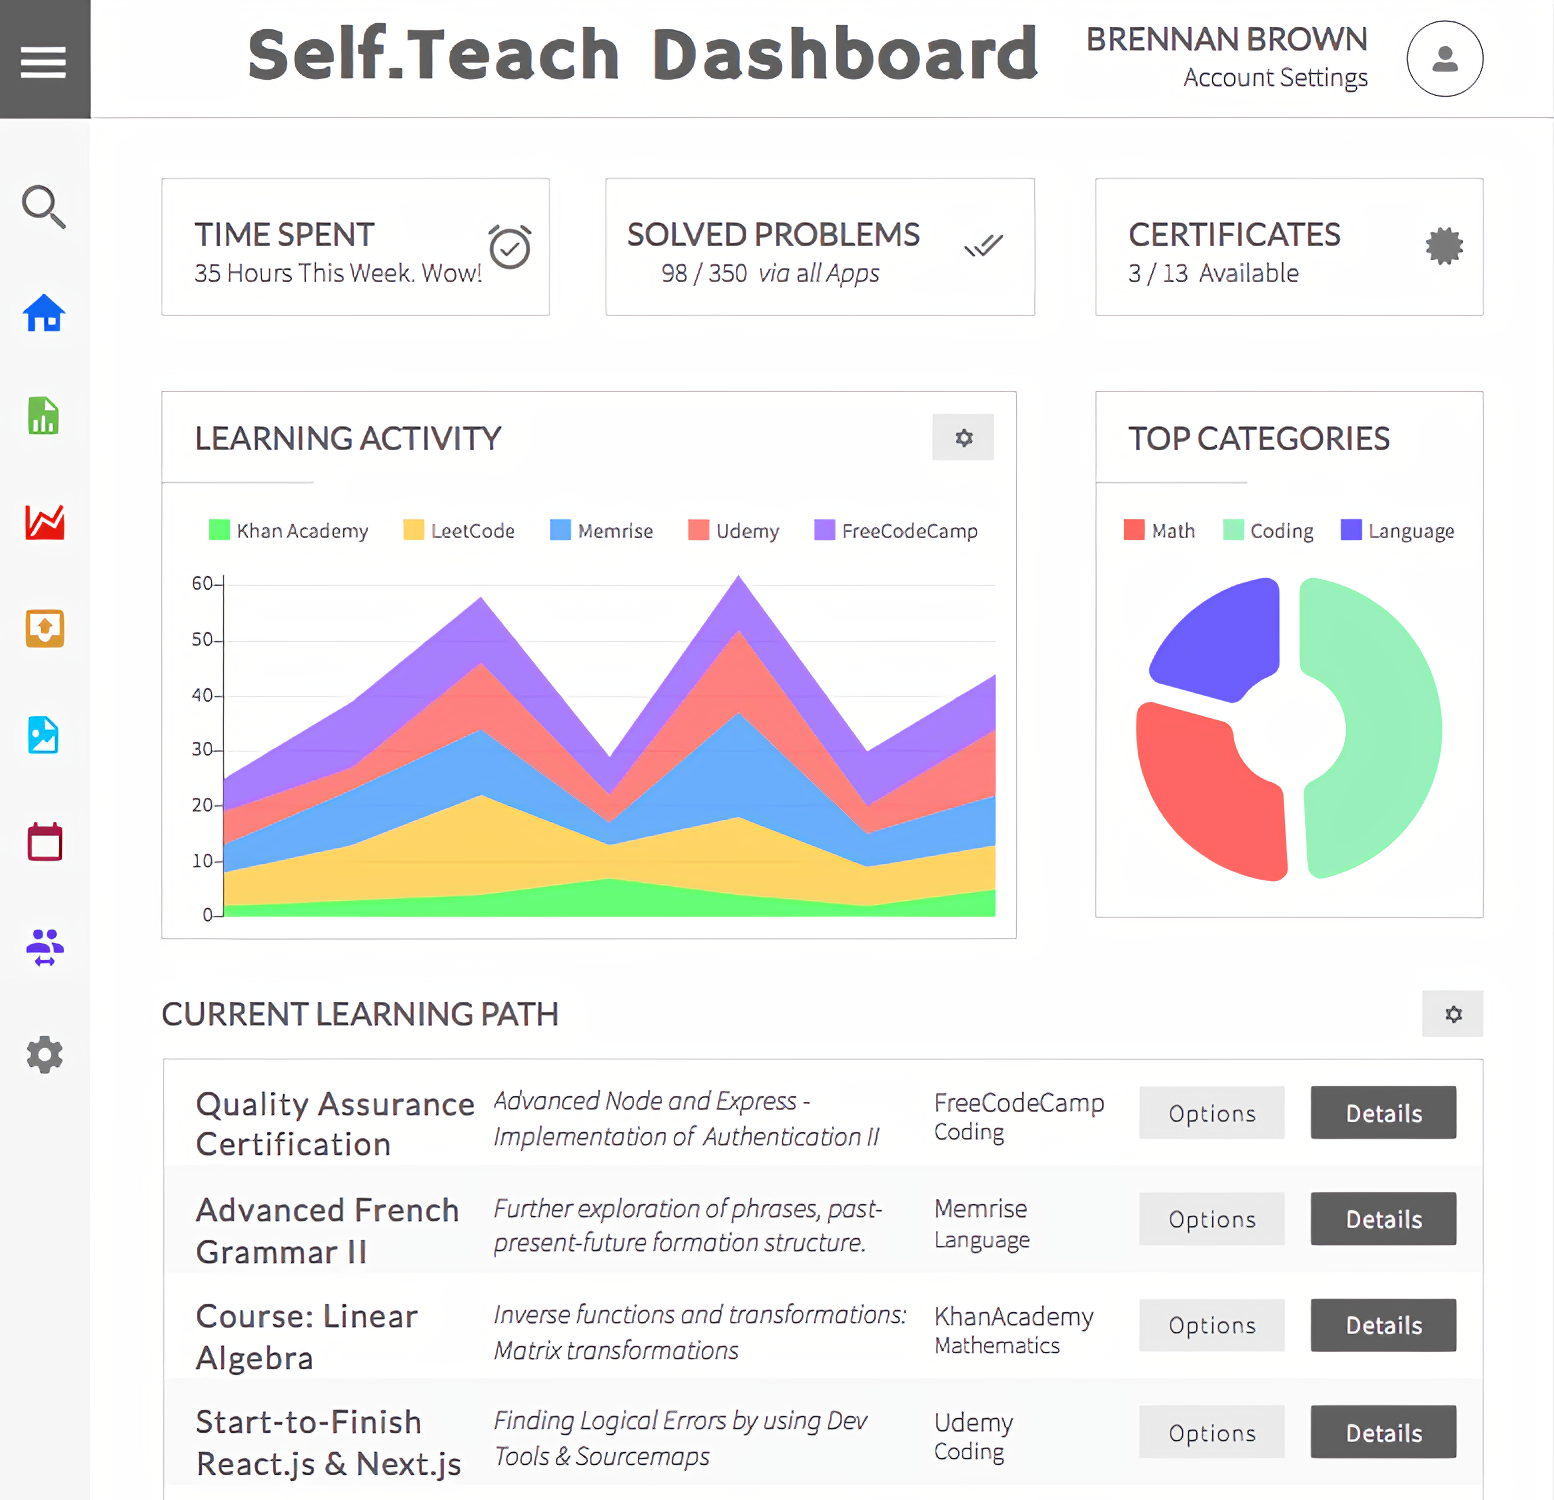 Self.Teach Dashboard
BRENNAN BROWN
Account Settings
TIME SPENT
35 Hours This Week. Wow!
SOLVED PROBLEMS
98 / 350 via all Apps
CERTIFICATES
3 / 13 Available
LEARNING ACTIVITY
Khan Academy LeetCode Memrise Udemy FreeCodeCamp
60
50
40
30
20
10
0
TOP CATEGORIES
Math Coding Language
CURRENT LEARNING PATH
Quality Assurance
Certification
Advanced Node and Express -
Implementation of Authentication II
FreeCodeCamp
Coding
Options
Details
Advanced French
Grammar II
Further exploration of phrases, past-
present-future formation structure.
Memrise
Language
Options
Details
Course: Linear
Algebra
Inverse functions and transformations:
Matrix transformations
KhanAcademy
Mathematics
Options
Details
Start-to-Finish
React.js & Next.js
Finding Logical Errors by using Dev
Tools & Sourcemaps
Udemy
Coding
Options
Details